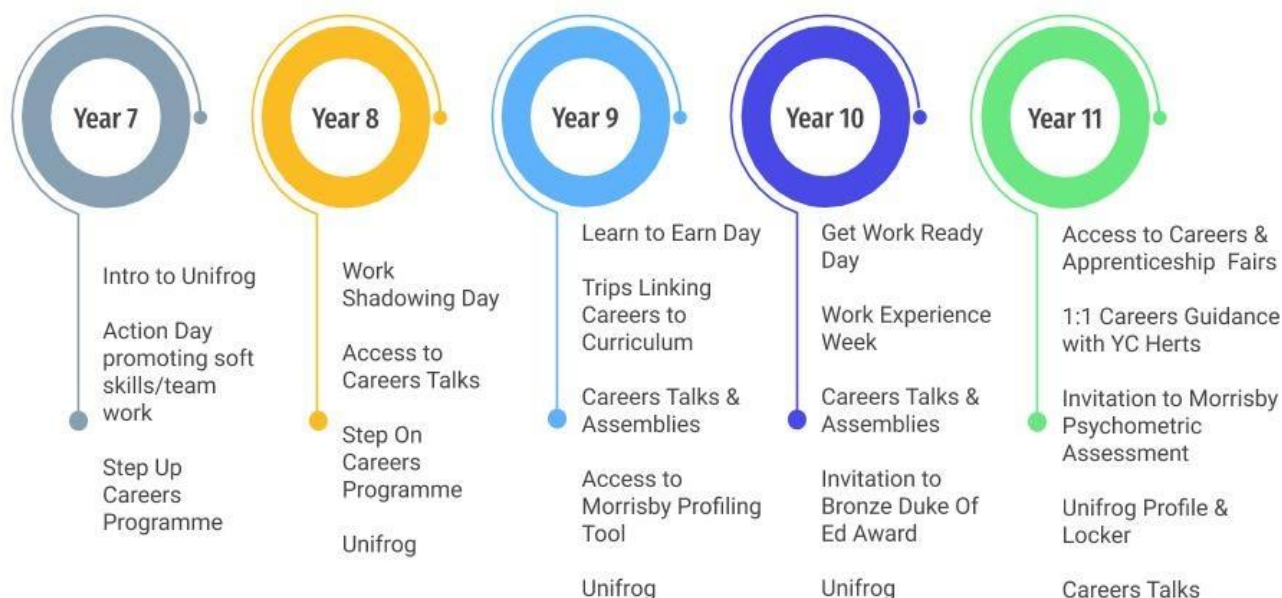 Year 7
Intro to Unifrog
Action Day
promoting soft
skills/team
work
Step Up
Careers
Programme
Year 8
Work
Shadowing Day
Access to
Careers Talks
Step On
Careers
Programme
Unifrog
Year 9
Learn to Earn Day
Trips Linking
Careers to
Curriculum
Careers Talks &
Assemblies
Access to
Morrisby Profiling
Tool
Unifrog
Year 10
Get Work Ready
Day
Work Experience
Week
Careers Talks &
Assemblies
Invitation to
Bronze Duke Of
Ed Award
Unifrog
Year 11
Access to Careers &
Apprenticeship Fairs
1:1 Careers Guidance
with YC Herts
Invitation to Morrisby
Psychometric
Assessment
Unifrog Profile &
Locker
Careers Talks